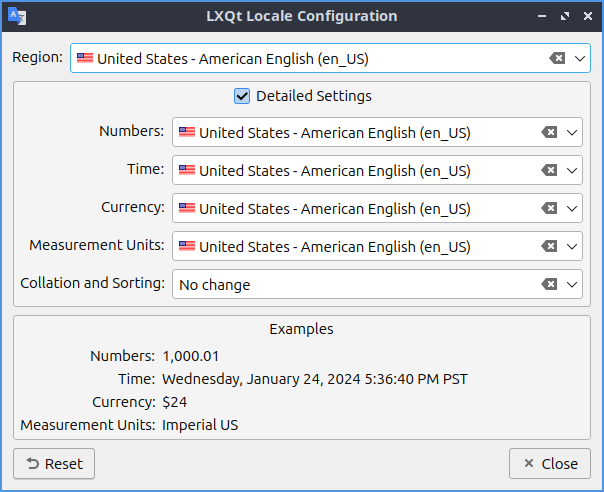 LXQt Locale Configuration
Region: United States - American English (en_US)
Detailed Settings
Numbers: United States - American English (en_US)
Time: United States - American English (en_US)
Currency: United States - American English (en_US)
Measurement Units: United States - American English (en_US)
Collation and Sorting: No change
Examples
Numbers: 1,000.01
Time: Wednesday, January 24, 2024 5:36:40 PM PST
Currency: $24
Measurement Units: Imperial US
Reset Close